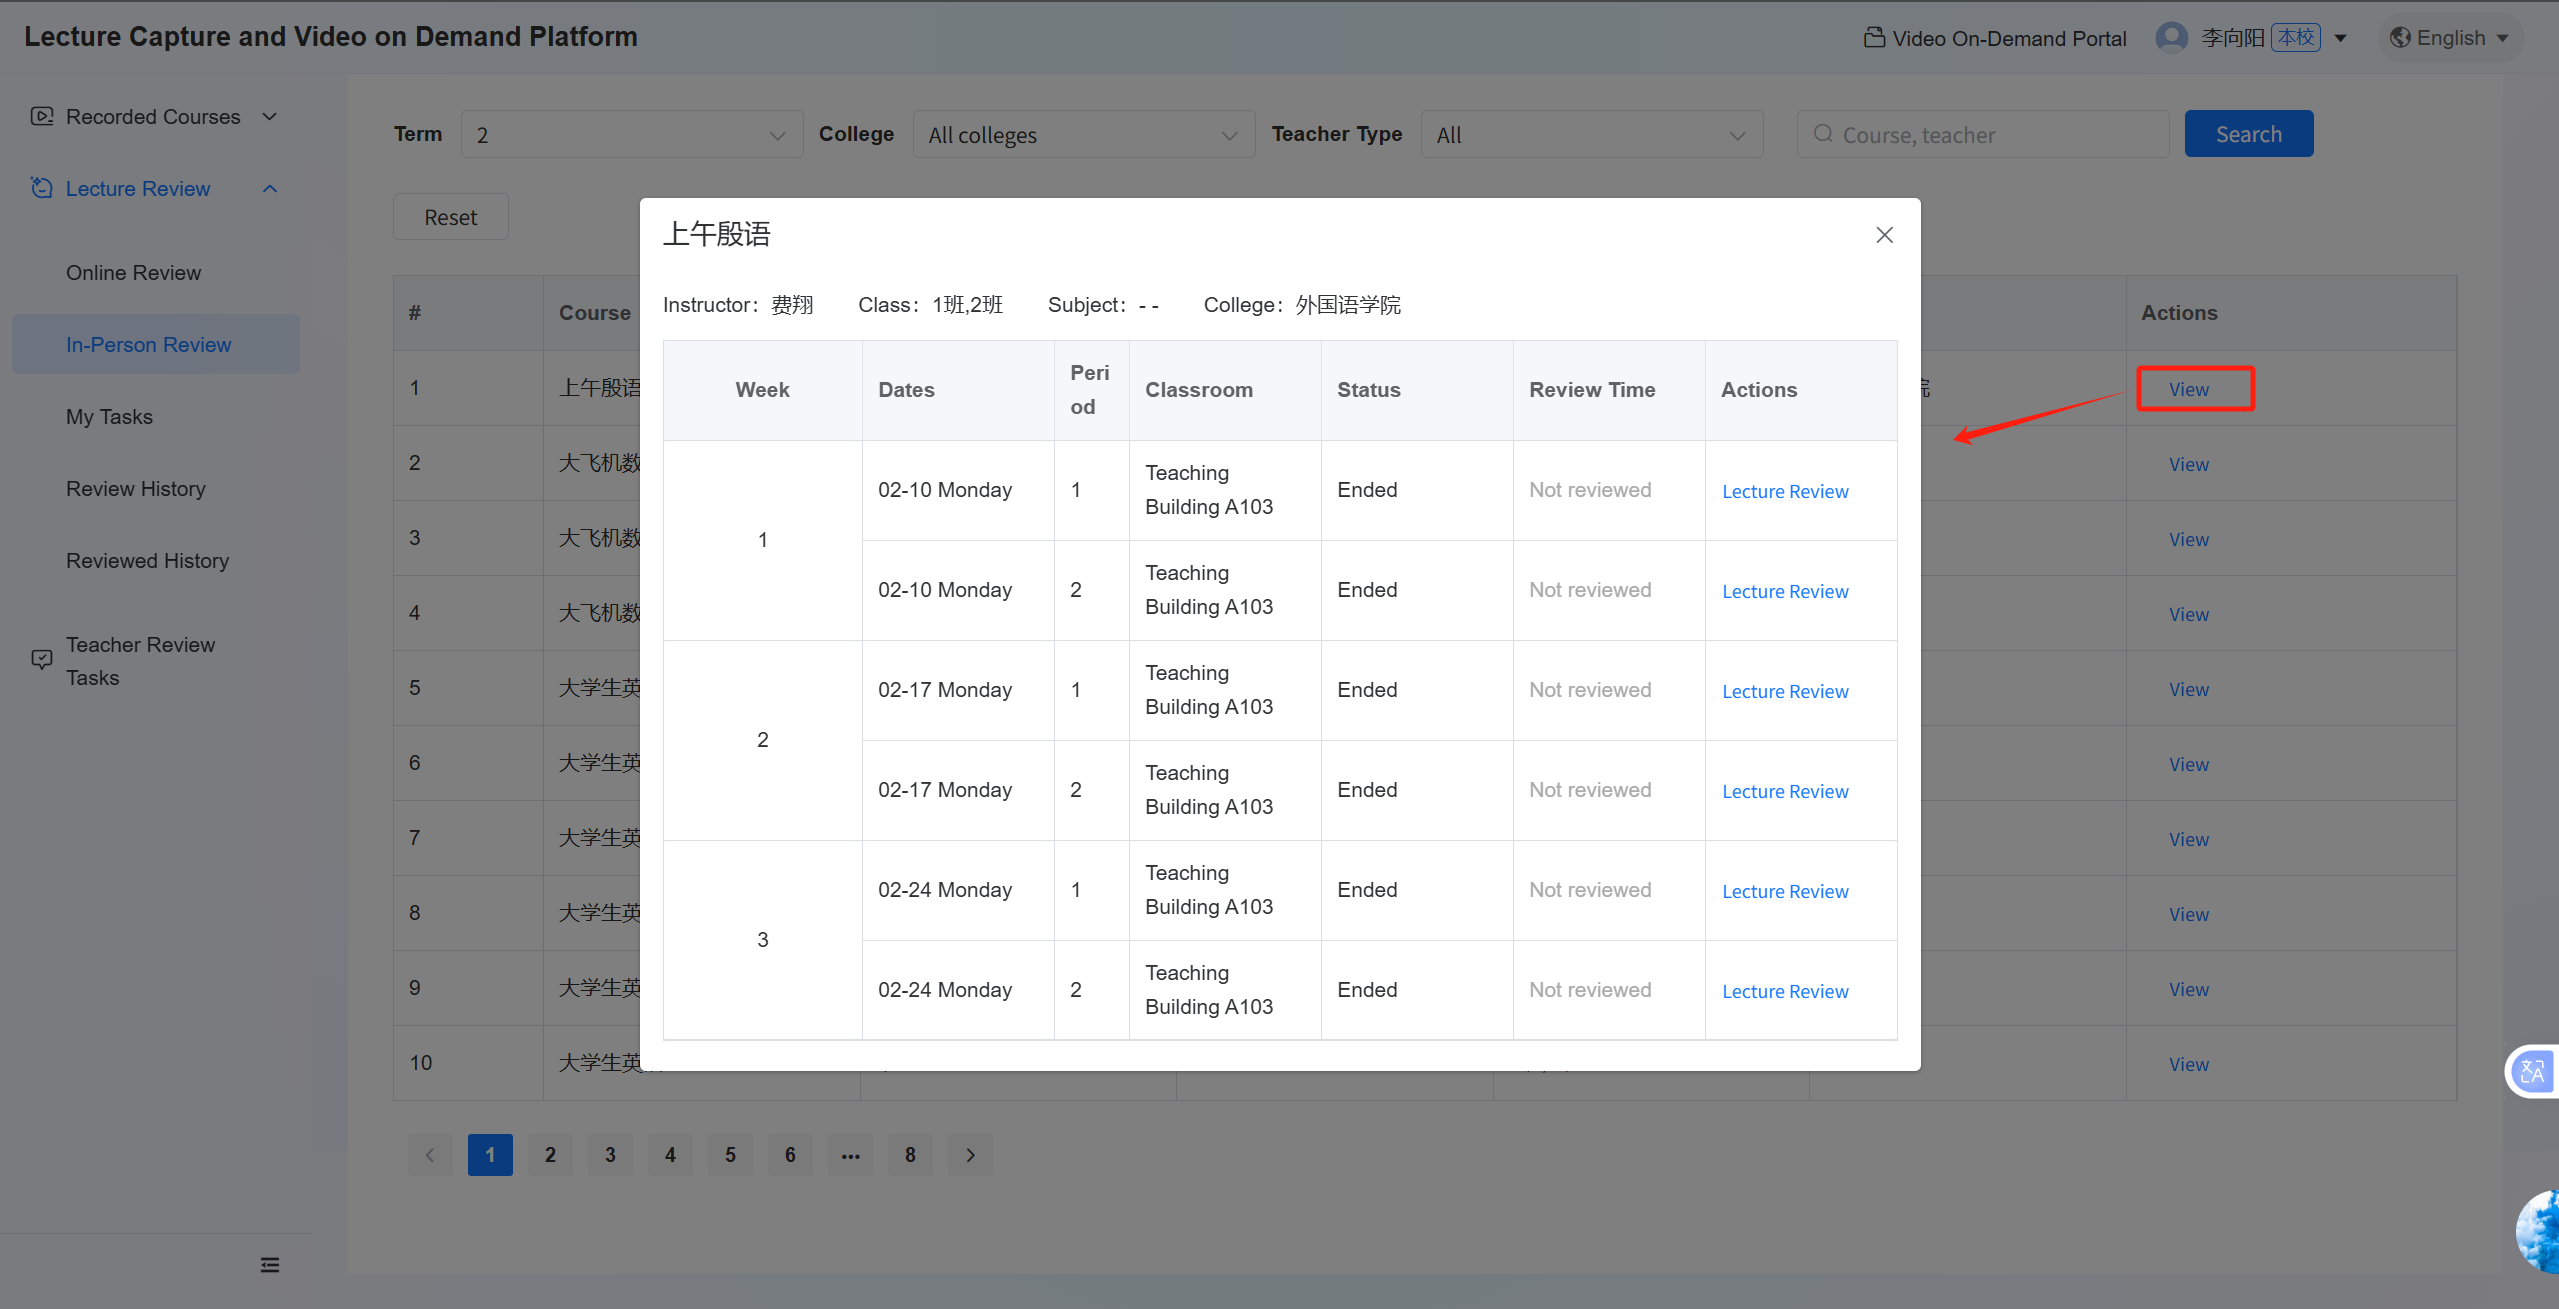 Lecture Capture and Video on Demand Platform
Video On-Demand Portal 李向阳 本校 English
Recorded Courses
Lecture Review
Online Review
In-Person Review
My Tasks
Review History
Reviewed History
Teacher Review
Tasks
Term 2 College All colleges Teacher Type All Course, teacher Search
Reset
# Course Actions
1 上午殷语 院 View
2 大飞机数 View
3 大飞机数 View
4 大飞机数 View
5 大学生英 View
6 大学生英 View
7 大学生英 View
8 大学生英 View
9 大学生英 View
10 大学生英 View
1 2 3 4 5 6 ••• 8
上午殷语
Instructor：费翔 Class：1班,2班 Subject：- - College：外国语学院
Week Dates Peri
od Classroom Status Review Time Actions
1
02-10 Monday 1 Teaching
Building A103 Ended Not reviewed Lecture Review
02-10 Monday 2 Teaching
Building A103 Ended Not reviewed Lecture Review
2
02-17 Monday 1 Teaching
Building A103 Ended Not reviewed Lecture Review
02-17 Monday 2 Teaching
Building A103 Ended Not reviewed Lecture Review
3
02-24 Monday 1 Teaching
Building A103 Ended Not reviewed Lecture Review
02-24 Monday 2 Teaching
Building A103 Ended Not reviewed Lecture Review